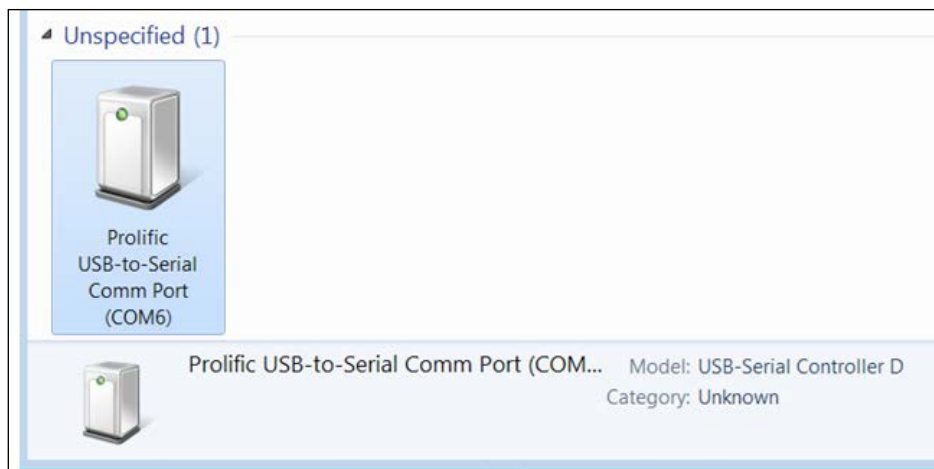 Unspecified (1)
Prolific
USB-to-Serial
Comm Port
(COM6)
Prolific USB-to-Serial Comm Port (COM... Model: USB-Serial Controller D
Category: Unknown